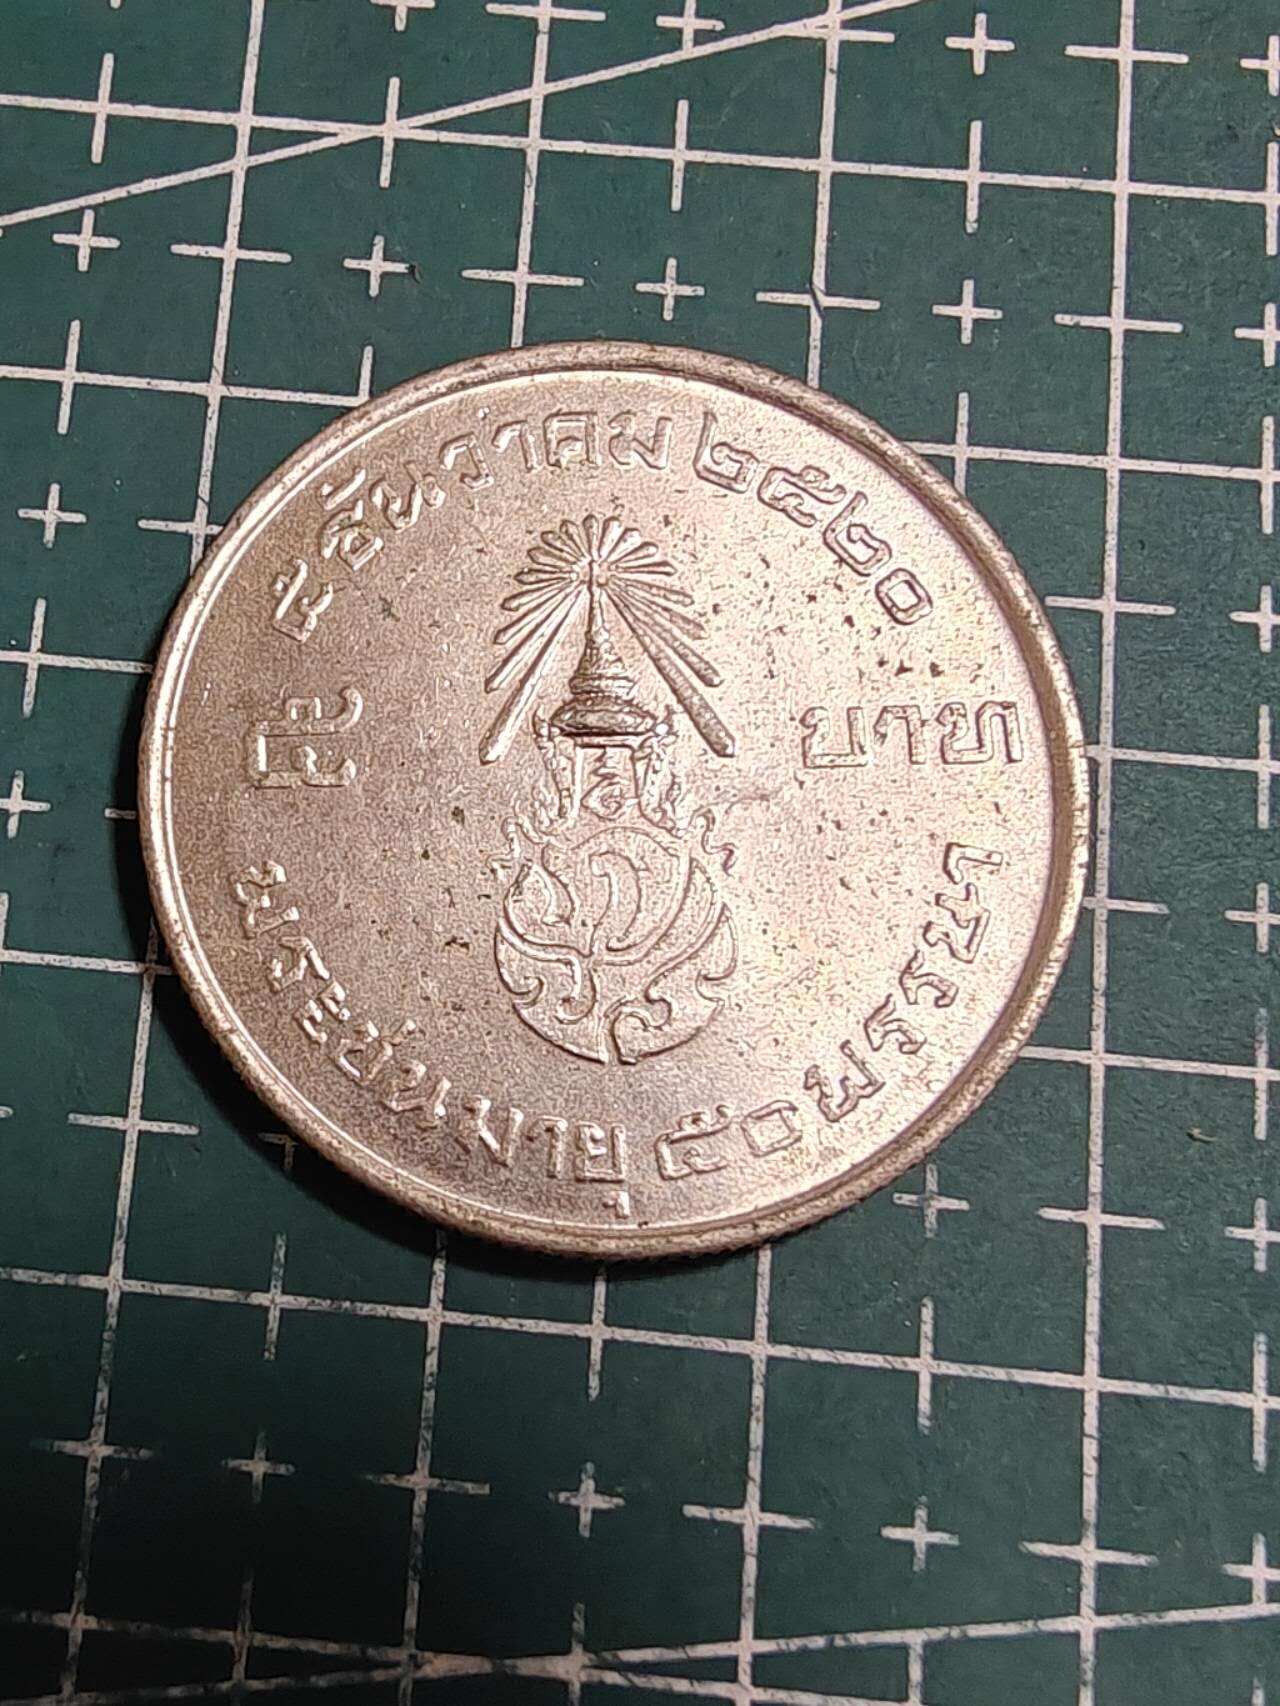 ๕ ธันวาคม ๒๕๒๐
๕ บาท
พระชนมายุ ๕๐ พรรษา